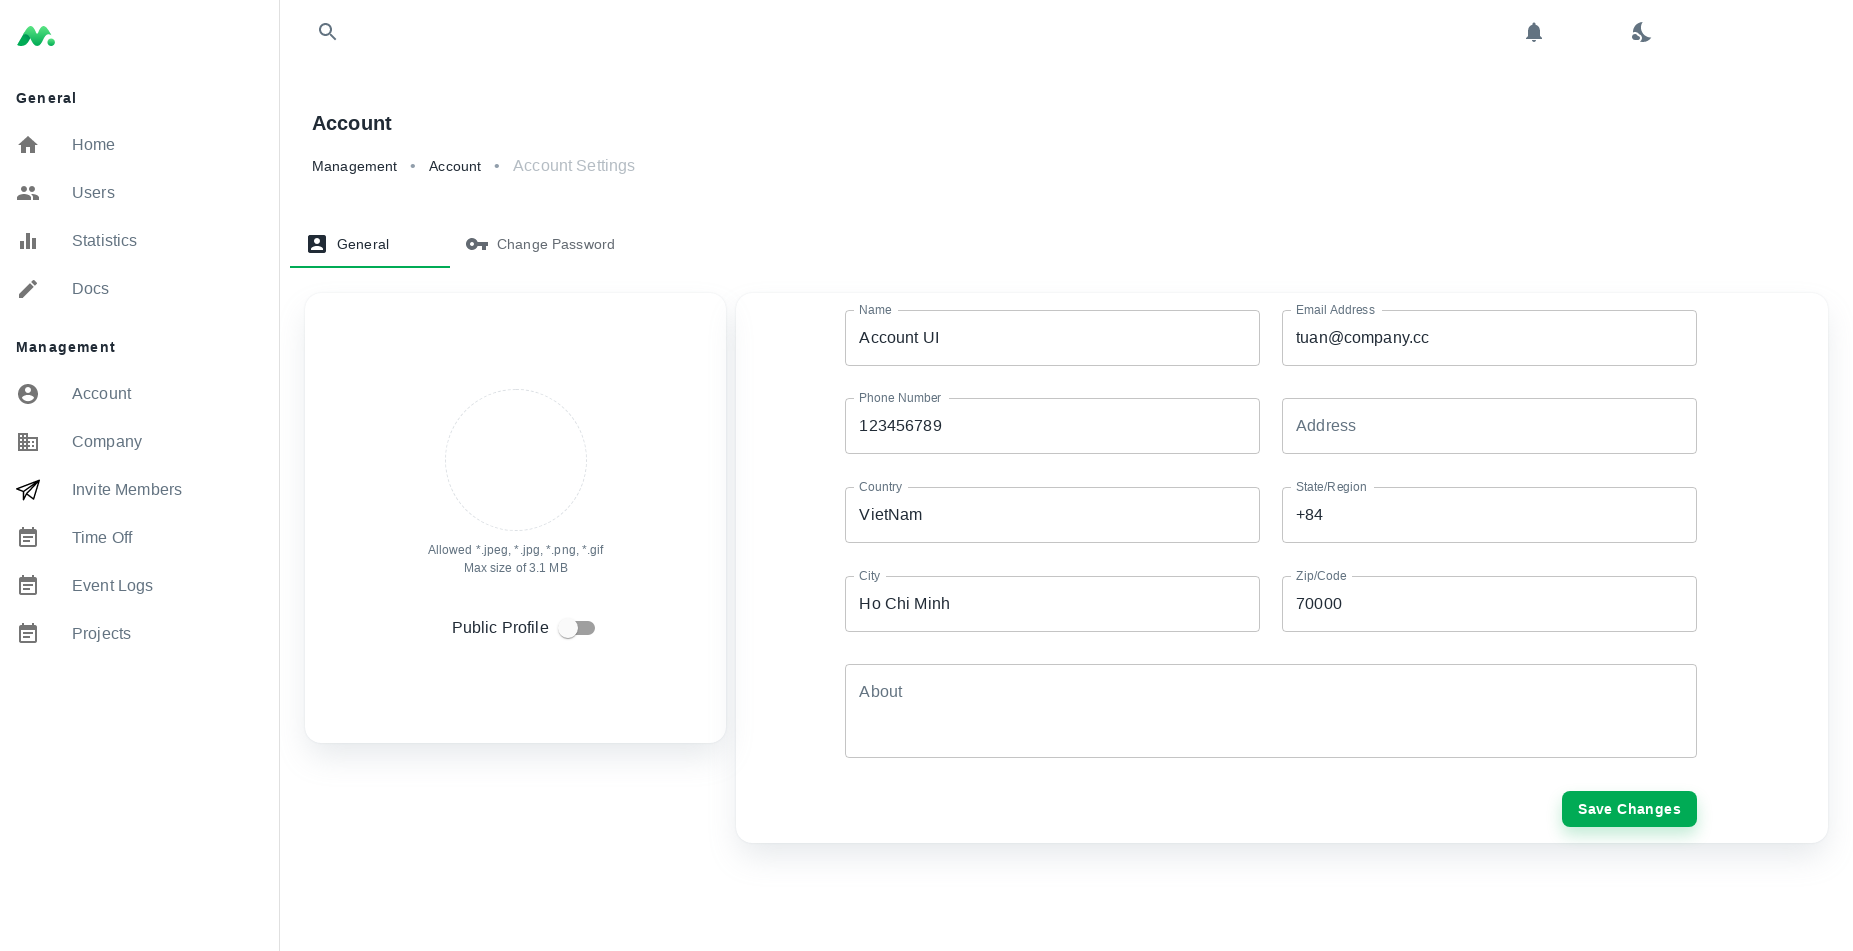 General
Home
Users
Statistics
Docs
Management
Account
Company
Invite Members
Time Off
Event Logs
Projects
Account
Management • Account • Account Settings
General
Change Password
Allowed *.jpeg, *.jpg, *.png, *.gif
Max size of 3.1 MB
Public Profile
Name
Account UI
Email Address
tuan@company.cc
Phone Number
123456789
Address
Country
VietNam
State/Region
+84
City
Ho Chi Minh
Zip/Code
70000
About
Save Changes